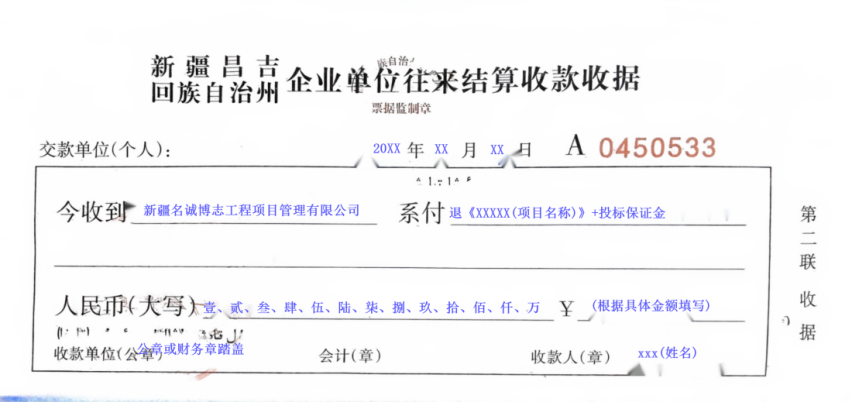 新疆昌吉
回族自治州
企业单位往来结算收款收据
族自治
票据监制章
交款单位(个人): 20XX 年 XX 月 XX 日 A 0450533
今收到 新疆名诚博志工程项目管理有限公司 系付 退《XXXXX(项目名称)》+投标保证金
人民币(大写) 壹、贰、叁、肆、伍、陆、柒、捌、玖、拾、佰、仟、万 ¥ (根据具体金额填写)
收款单位(公章) 公章或财务章踏盖 会计(章) 收款人(章) xxx(姓名)
第二联 收据